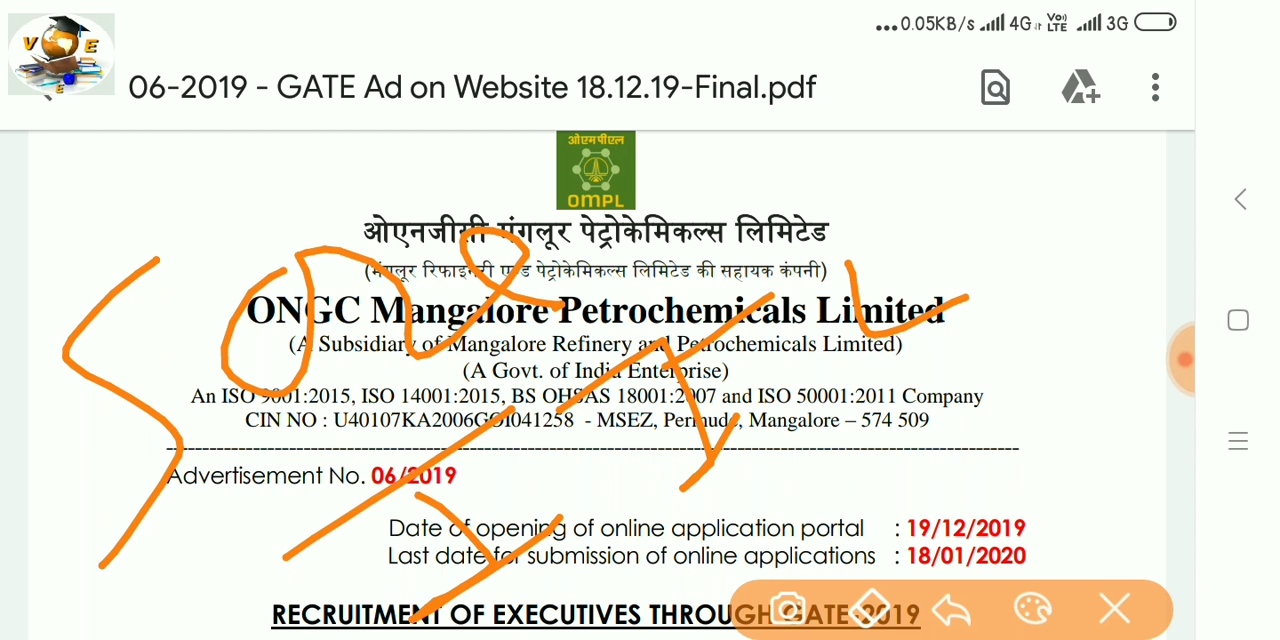 ...0.05KB/s 4G Vo) LTE 3G
V E E
06-2019 - GATE Ad on Website 18.12.19-Final.pdf
ओएमपीएल
OMPL
ओएनजीसी मंगलूर पेट्रोकेमिकल्स लिमिटेड
(मंगलूर रिफाइनरी एण्ड पेट्रोकेमिकल्स लिमिटेड की सहायक कंपनी)
ONGC Mangalore Petrochemicals Limited
(A Subsidiary of Mangalore Refinery and Petrochemicals Limited)
(A Govt. of India Enterprise)
An ISO 9001:2015, ISO 14001:2015, BS OHSAS 18001:2007 and ISO 50001:2011 Company
CIN NO : U40107KA2006GOI041258 - MSEZ, Permude, Mangalore – 574 509
Advertisement No. 06/2019
Date of opening of online application portal : 19/12/2019
Last date for submission of online applications : 18/01/2020
RECRUITMENT OF EXECUTIVES THROUGH GATE-2019